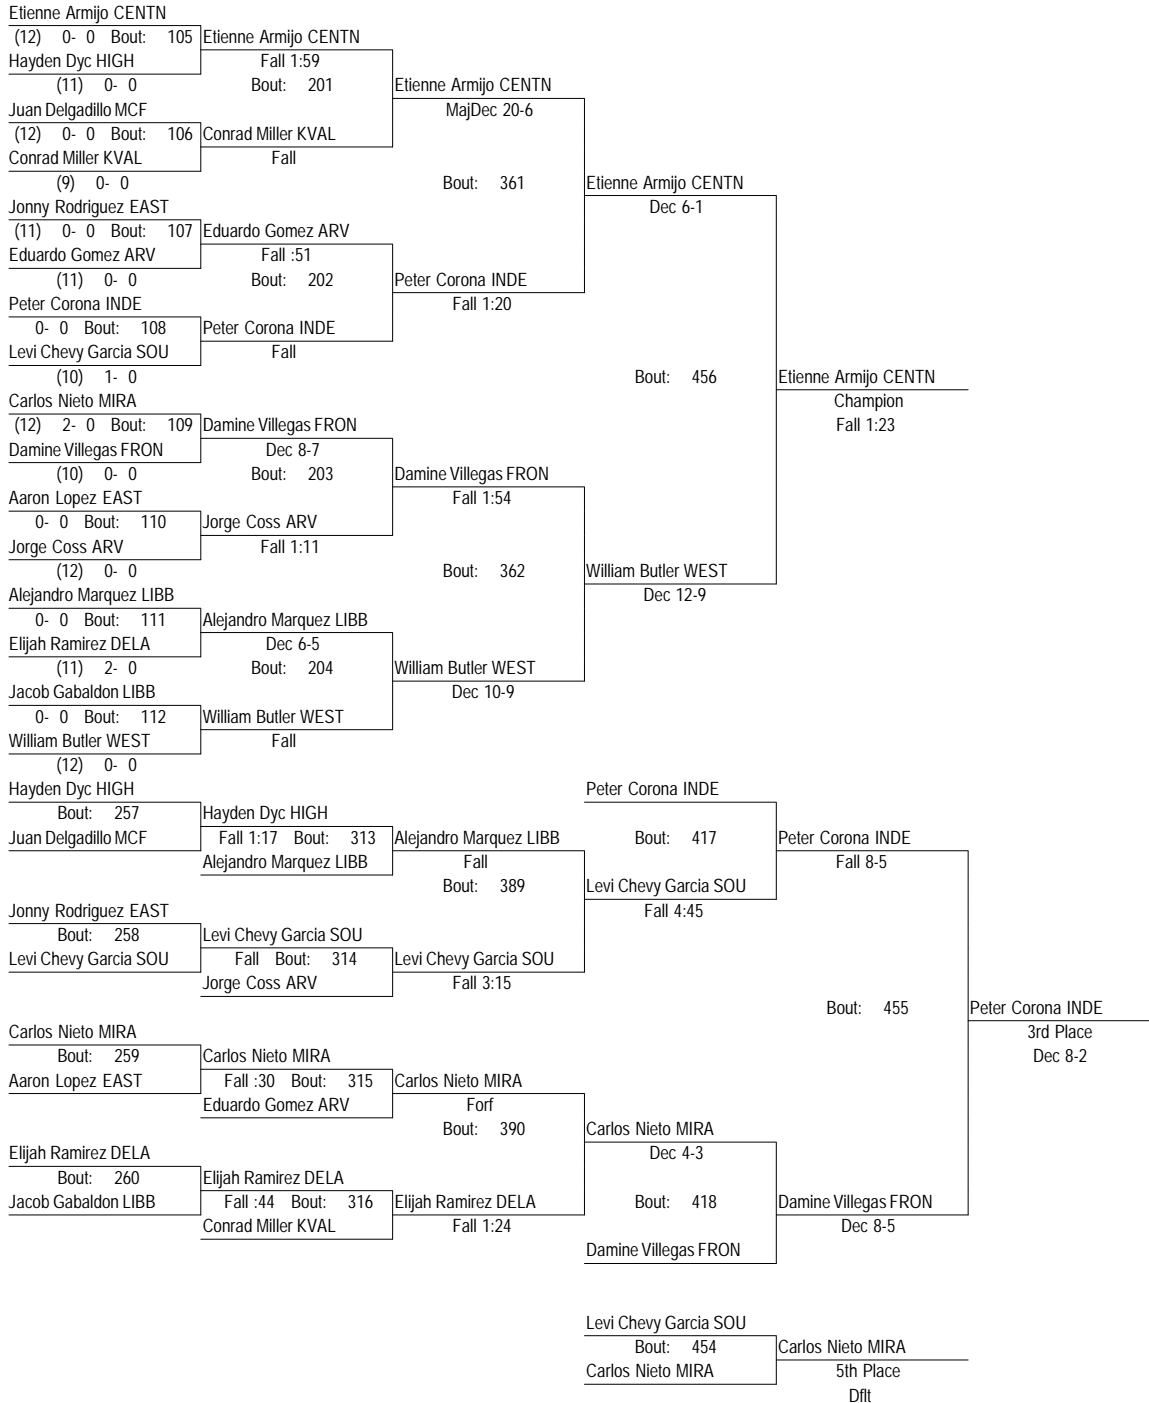 Etienne Armijo CENTN
(12) 0- 0 Bout: 105 Etienne Armijo CENTN
Hayden Dyc HIGH Fall 1:59
(11) 0- 0 Bout: 201 Etienne Armijo CENTN
Juan Delgadillo MCF MajDec 20-6
(12) 0- 0 Bout: 106 Conrad Miller KVAL
Conrad Miller KVAL Fall
(9) 0- 0 Bout: 361 Etienne Armijo CENTN
Jonny Rodriguez EAST Dec 6-1
(11) 0- 0 Bout: 107 Eduardo Gomez ARV
Eduardo Gomez ARV Fall :51
(11) 0- 0 Bout: 202 Peter Corona INDE
Peter Corona INDE Fall 1:20
0- 0 Bout: 108 Peter Corona INDE
Levi Chevy Garcia SOU Fall
(10) 1- 0 Bout: 456 Etienne Armijo CENTN
Carlos Nieto MIRA Champion
(12) 2- 0 Bout: 109 Damine Villegas FRON Fall 1:23
Damine Villegas FRON Dec 8-7
(10) 0- 0 Bout: 203 Damine Villegas FRON
Aaron Lopez EAST Fall 1:54
0- 0 Bout: 110 Jorge Coss ARV
Jorge Coss ARV Fall 1:11
(12) 0- 0 Bout: 362 William Butler WEST
Alejandro Marquez LIBB Dec 12-9
0- 0 Bout: 111 Alejandro Marquez LIBB
Elijah Ramirez DELA Dec 6-5
(11) 2- 0 Bout: 204 William Butler WEST
Jacob Gabaldon LIBB Dec 10-9
0- 0 Bout: 112 William Butler WEST
William Butler WEST Fall
(12) 0- 0
Hayden Dyc HIGH Peter Corona INDE
Bout: 257 Hayden Dyc HIGH
Juan Delgadillo MCF Fall 1:17 Bout: 313 Alejandro Marquez LIBB Bout: 417 Peter Corona INDE
Alejandro Marquez LIBB Fall Fall 8-5
Bout: 389 Levi Chevy Garcia SOU
Jonny Rodriguez EAST Fall 4:45
Bout: 258 Levi Chevy Garcia SOU
Levi Chevy Garcia SOU Fall Bout: 314 Levi Chevy Garcia SOU
Jorge Coss ARV Fall 3:15
Bout: 455 Peter Corona INDE
Carlos Nieto MIRA 3rd Place
Bout: 259 Carlos Nieto MIRA Dec 8-2
Aaron Lopez EAST Fall :30 Bout: 315 Carlos Nieto MIRA
Eduardo Gomez ARV Forf
Bout: 390 Carlos Nieto MIRA
Elijah Ramirez DELA Dec 4-3
Bout: 260 Elijah Ramirez DELA
Jacob Gabaldon LIBB Fall :44 Bout: 316 Elijah Ramirez DELA Bout: 418 Damine Villegas FRON
Conrad Miller KVAL Fall 1:24 Dec 8-5
Damine Villegas FRON
Levi Chevy Garcia SOU
Bout: 454 Carlos Nieto MIRA
Carlos Nieto MIRA 5th Place
Dflt